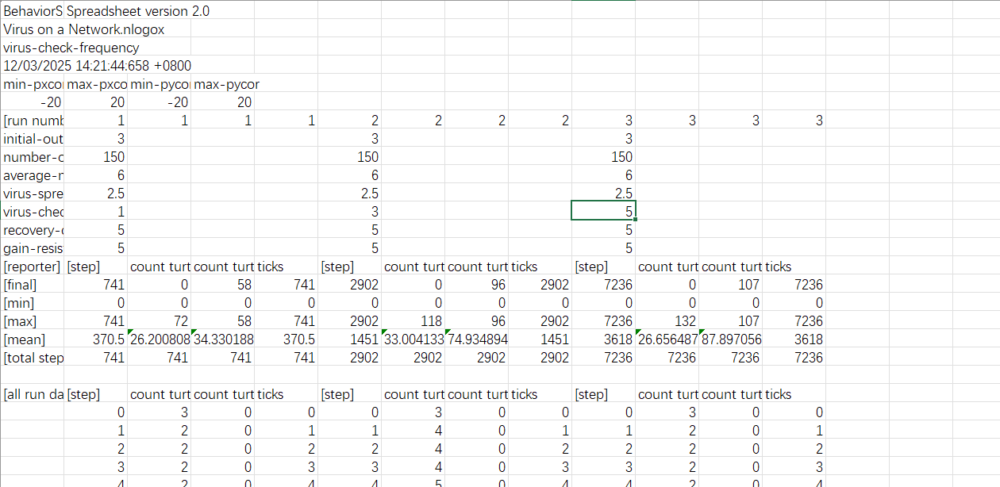 BehaviorS Spreadsheet version 2.0
Virus on a Network.nlogox
virus-check-frequency
12/03/2025 14:21:44:658 +0800
min-pxco max-pxco min-pyco max-pycor
-20 20 -20 20
[run numb 1 1 1 1 2 2 2 2 3 3 3 3
initial-out 3 3 3
number-o 150 150 150
average-n 6 6 6
virus-spre 2.5 2.5 2.5
virus-chec 1 3 5
recovery-c 5 5 5
gain-resis 5 5 5
[reporter] [step] count turt count turt ticks [step] count turt count turt ticks [step] count turt count turt ticks
[final] 741 0 58 741 2902 0 96 2902 7236 0 107 7236
[min] 0 0 0 0 0 0 0 0 0 0 0 0
[max] 741 72 58 741 2902 118 96 2902 7236 132 107 7236
[mean] 370.5 26.200808 34.330188 370.5 1451 33.004133 74.934894 1451 3618 26.656487 87.897056 3618
[total step 741 741 741 741 2902 2902 2902 2902 7236 7236 7236 7236
[all run da [step] count turt count turt ticks [step] count turt count turt ticks [step] count turt count turt ticks
0 3 0 0 0 3 0 0 0 3 0 0
1 2 0 1 1 4 0 1 1 2 0 1
2 2 0 2 2 4 0 2 2 2 0 2
3 2 0 3 3 4 0 3 3 2 0 3
4 2 0 4 4 5 0 4 4 2 0 4